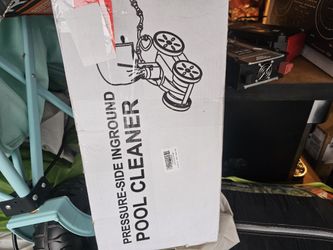 PRESSURE-SIDE INGROUND
POOL CLEANER